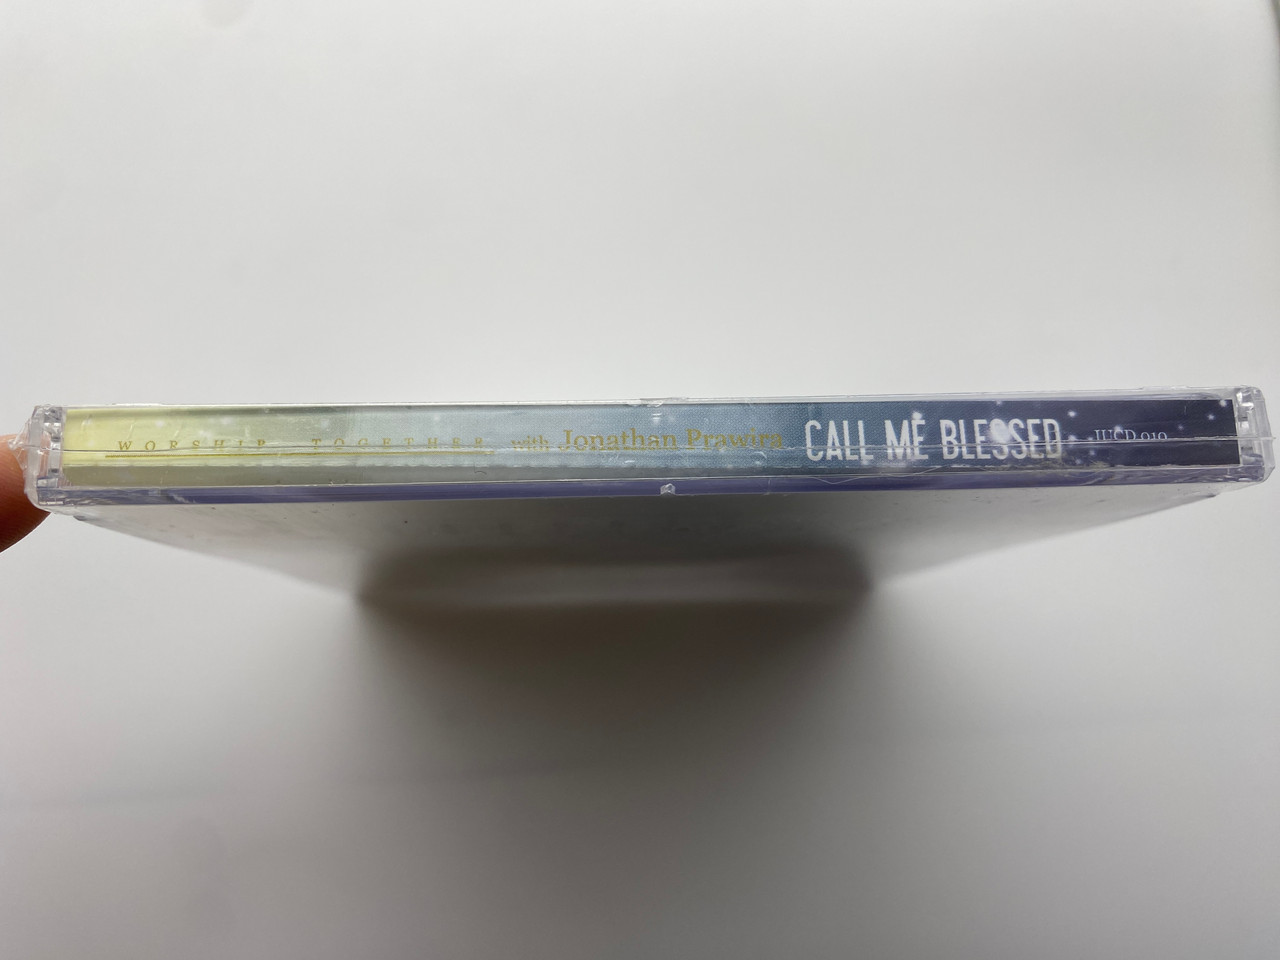 WORSHIP TOGETHER with Jonathan Prawira CALL ME BLESSED